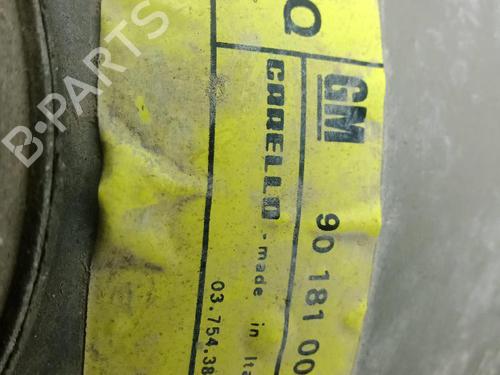 Q GM
CARELLO - made in Ita
90 181 00
03.754.38
B-PARTS